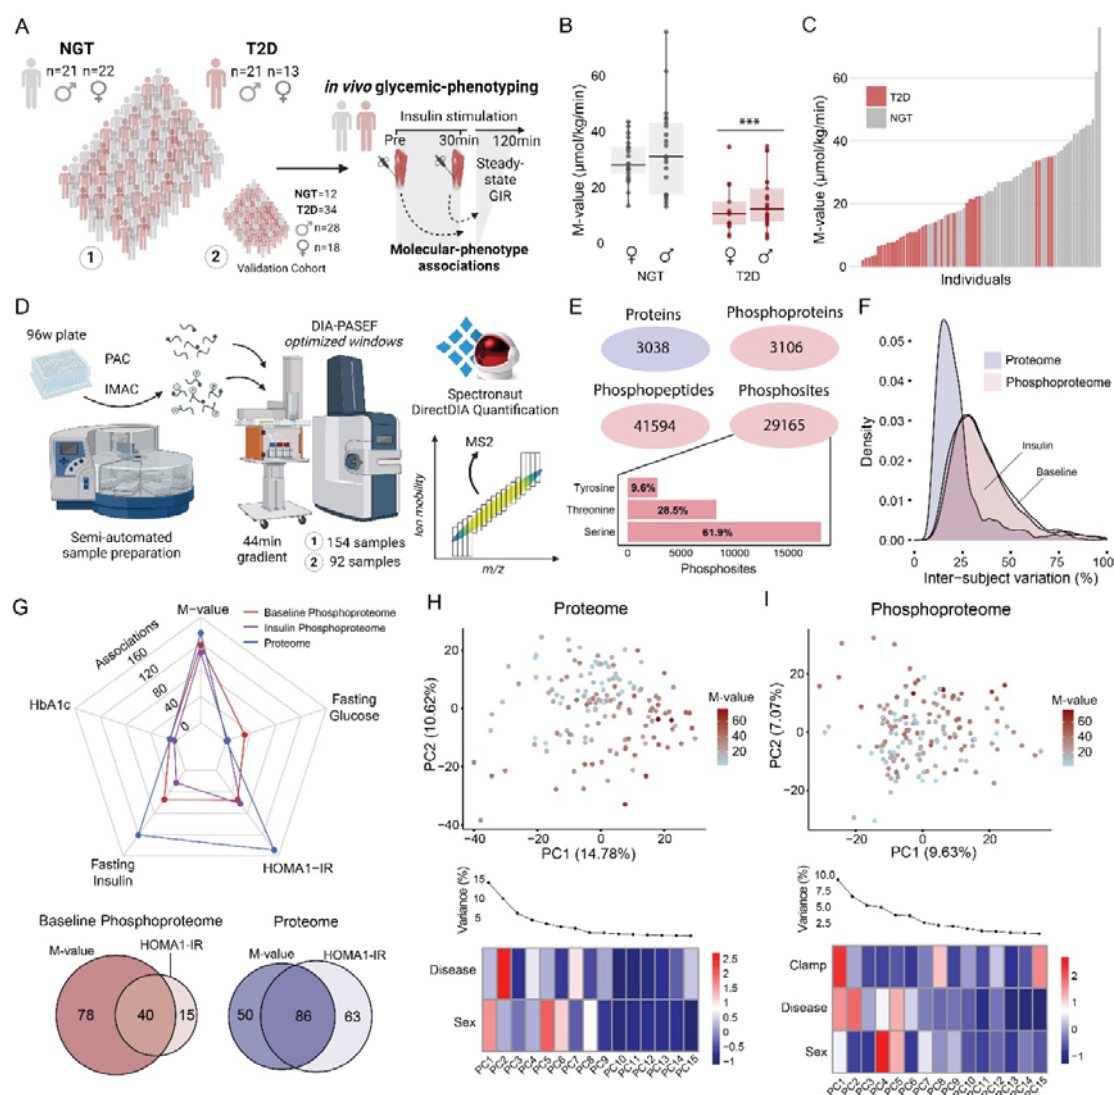 A
NGT
n=21 n=22
T2D
n=21 n=13
in vivo glycemic-phenotyping
Insulin stimulation
Pre
30min
120min
Steady-
state
GIR
NGT=12
T2D=34
n=28
n=18
1
2
Validation Cohort
Molecular-phenotype
associations
B
M-value (µmol/kg/min)
60
40
20
0
***
♀
♂
♀
♂
NGT
T2D
C
M-value (µmol/kg/min)
60
40
20
0
T2D
NGT
Individuals
D
96w plate
PAC
IMAC
Semi-automated
sample preparation
DIA-PASEF
optimized windows
44min
gradient
1 154 samples
2 92 samples
Spectronaut
DirectDIA Quantification
MS2
Ion mobility
m/z
E
Proteins
3038
Phosphoproteins
3106
Phosphopeptides
41594
Phosphosites
29165
Tyrosine
9.6%
Threonine
28.5%
Serine
61.9%
0 5000 10000 15000
Phosphosites
F
Density
0.05
0.04
0.03
0.02
0.01
0.00
Proteome
Phosphoproteome
Insulin
Baseline
0 25 50 75 100
Inter-subject variation (%)
G
M-value
Baseline Phosphoproteome
Insulin Phosphoproteome
Proteome
Associations
160
120
80
40
0
HbA1c
Fasting
Glucose
Fasting
Insulin
HOMA1-IR
Baseline Phosphoproteome
M-value
HOMA1-IR
78
40
15
Proteome
M-value
HOMA1-IR
50
86
63
H
Proteome
PC2 (10.62%)
20
0
-20
-40
-40 -20 0 20
PC1 (14.78%)
M-value
60
40
20
Variance (%)
15
10
5
Disease
Sex
2.5
2
1.5
1
0.5
0
-0.5
-1
PC1 PC2 PC3 PC4 PC5 PC6 PC7 PC8 PC9 PC10 PC11 PC12 PC13 PC14 PC15
I
Phosphoproteome
PC2 (7.07%)
20
0
-20
-20 0 20
PC1 (9.63%)
M-value
60
40
20
Variance (%)
10.0
7.5
5.0
2.5
Clamp
Disease
Sex
2
1
0
-1
PC1 PC2 PC3 PC4 PC5 PC6 PC7 PC8 PC9 PC10 PC11 PC12 PC13 PC14 PC15